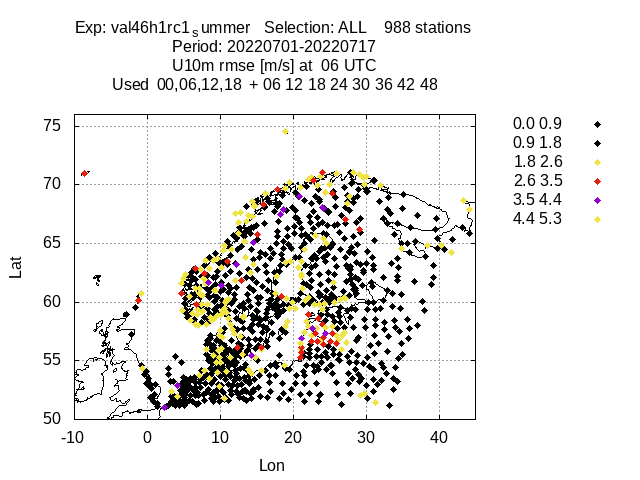 Exp: val46h1rc1summer Selection: ALL 988 stations
Period: 20220701-20220717
U10m rmse [m/s] at 06 UTC
Used 00,06,12,18 + 06 12 18 24 30 36 42 48
0.0 0.9
0.9 1.8
1.8 2.6
2.6 3.5
3.5 4.4
4.4 5.3
75
70
65
60
55
50
Lat
-10 0 10 20 30 40
Lon